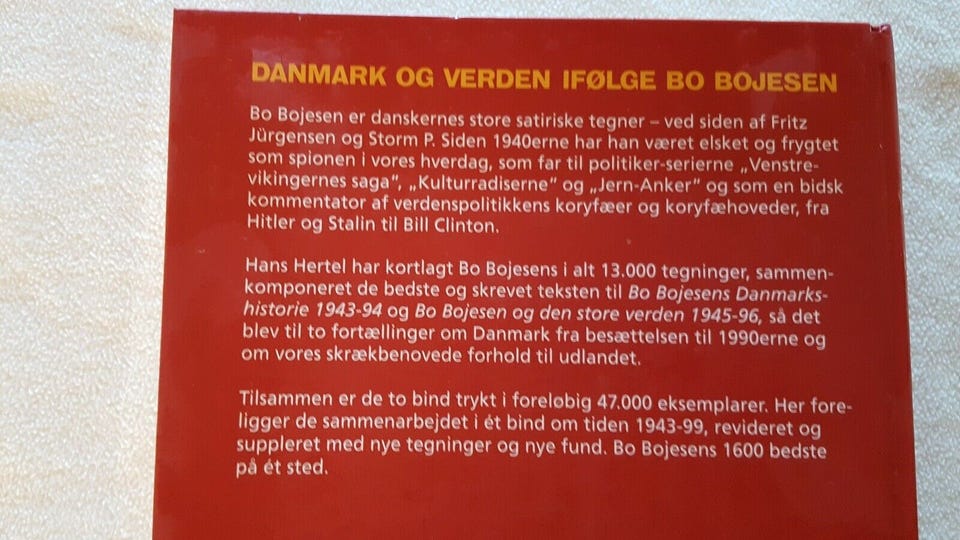 DANMARK OG VERDEN IFØLGE BO BOJESEN
Bo Bojesen er danskernes store satiriske tegner – ved siden af Fritz
Jürgensen og Storm P. Siden 1940erne har han været elsket og frygtet
som spionen i vores hverdag, som far til politiker-serierne „Venstre-
vikingernes saga”, „Kulturradiserne” og „Jern-Anker” og som en bidsk
kommentator af verdenspolitikkens koryfæer og koryfæhoveder, fra
Hitler og Stalin til Bill Clinton.
Hans Hertel har kortlagt Bo Bojesens i alt 13.000 tegninger, sammen-
komponeret de bedste og skrevet teksten til Bo Bojesens Danmarks-
historie 1943-94 og Bo Bojesen og den store verden 1945-96, så det
blev til to fortællinger om Danmark fra besættelsen til 1990erne og
om vores skrækbenovede forhold til udlandet.
Tilsammen er de to bind trykt i foreløbig 47.000 eksemplarer. Her fore-
ligger de sammenarbejdet i ét bind om tiden 1943-99, revideret og
suppleret med nye tegninger og nye fund. Bo Bojesens 1600 bedste
på ét sted.